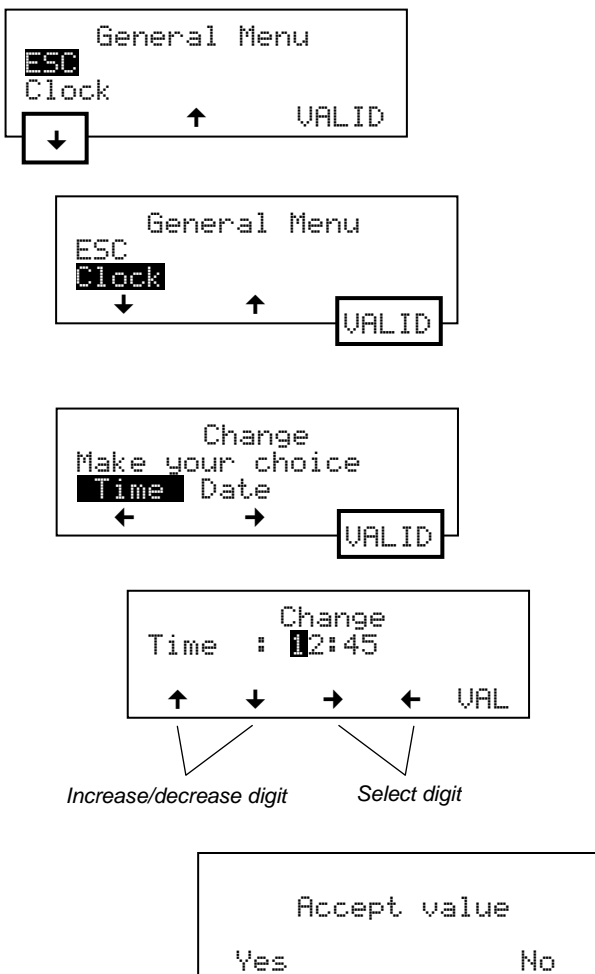 General Menu
ESC
Clock
↓ ↑ VALID
General Menu
ESC
Clock
↓ ↑ VALID
Change
Make your choice
Time Date
← → VALID
Change
Time : 12:45
↑ ↓ → ← VAL
Increase/decrease digit Select digit
Accept value
Yes No